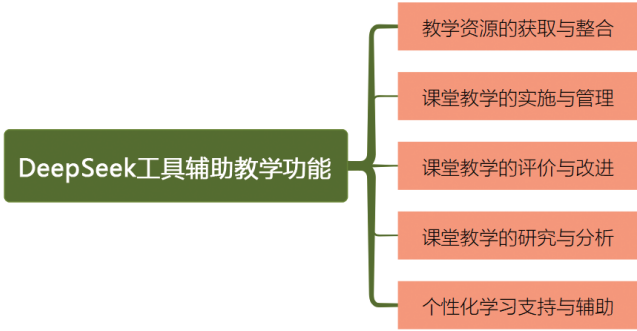 DeepSeek工具辅助教学功能
教学资源的获取与整合
课堂教学的实施与管理
课堂教学的评价与改进
课堂教学的研究与分析
个性化学习支持与辅助